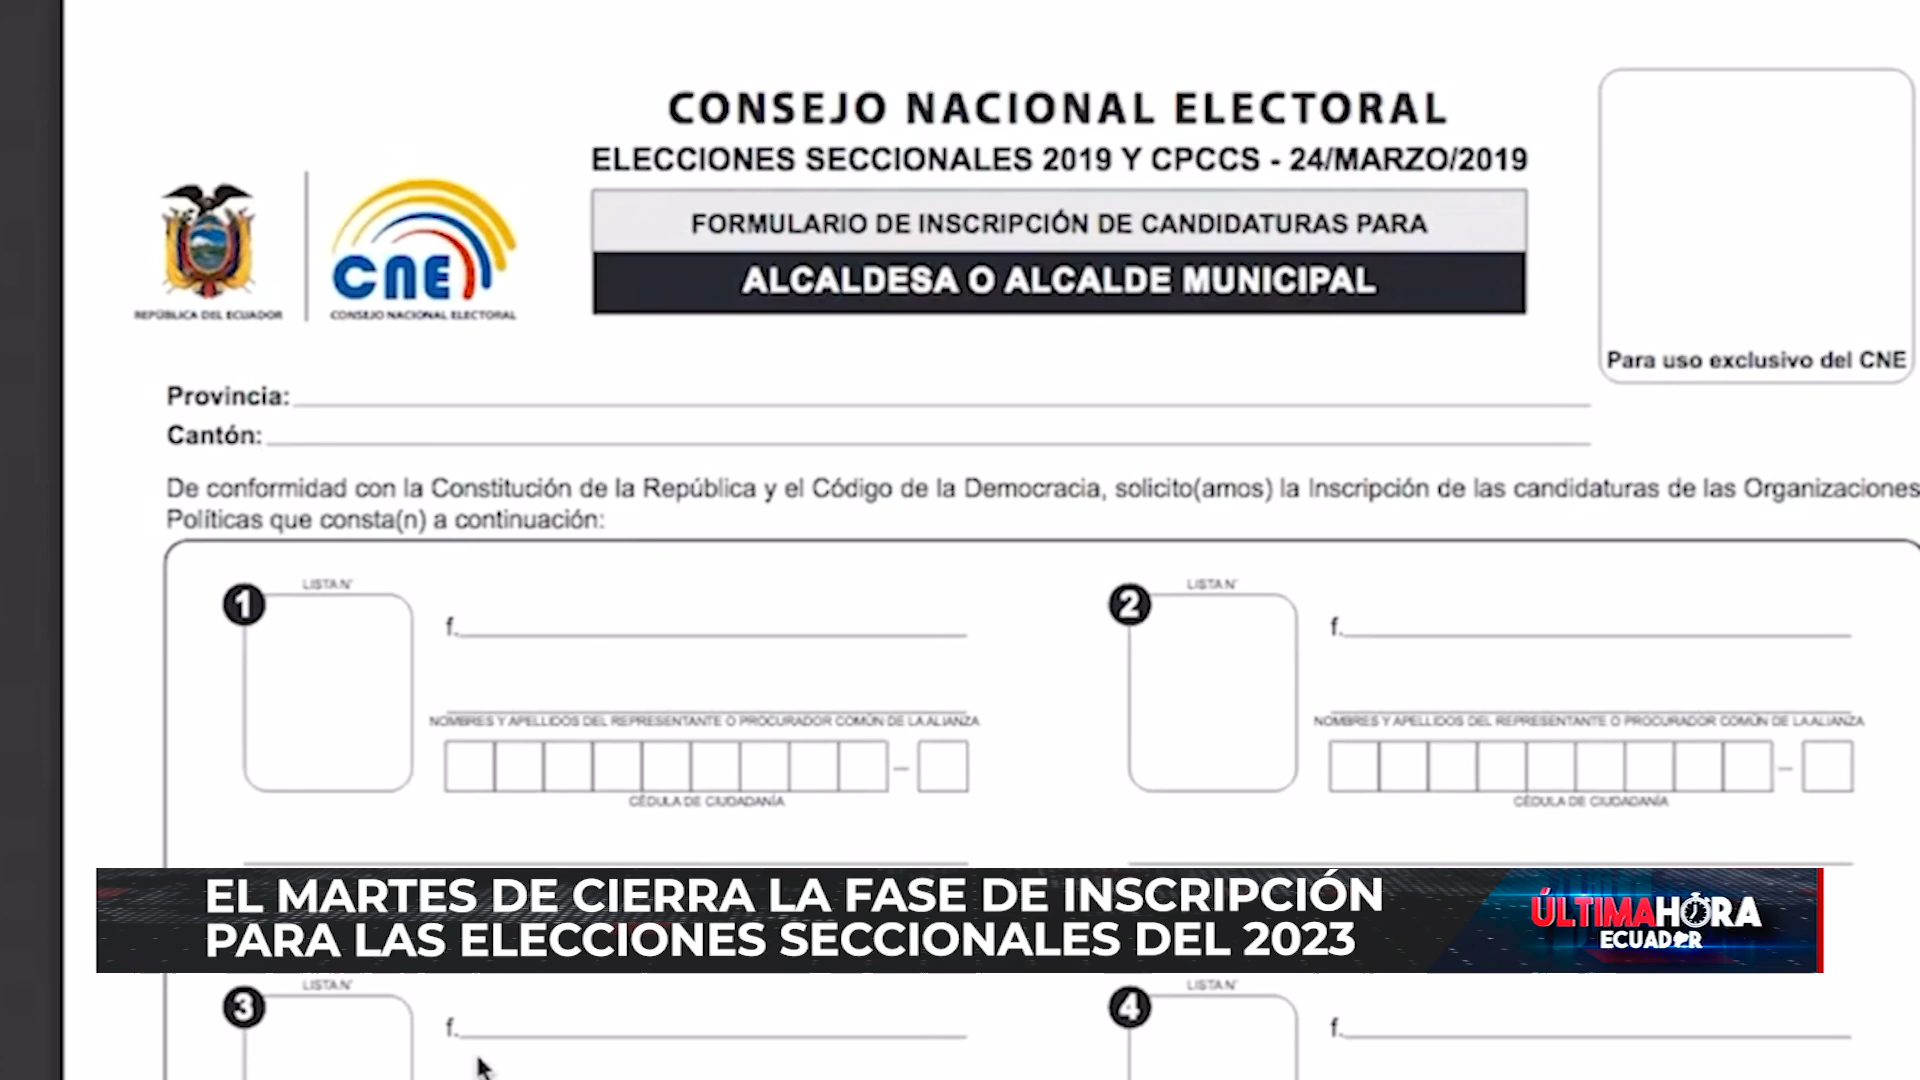 CONSEJO NACIONAL ELECTORAL
ELECCIONES SECCIONALES 2019 Y CPCCS - 24/MARZO/2019
FORMULARIO DE INSCRIPCIÓN DE CANDIDATURAS PARA
ALCALDESA O ALCALDE MUNICIPAL
REPÚBLICA DEL ECUADOR
CNE
CONSEJO NACIONAL ELECTORAL
Para uso exclusivo del CNE
Provincia:
Cantón:
De conformidad con la Constitución de la República y el Código de la Democracia, solicito(amos) la Inscripción de las candidaturas de las Organizaciones
Políticas que consta(n) a continuación:
1
LISTA N°
f.
NOMBRES Y APELLIDOS DEL REPRESENTANTE O PROCURADOR COMÚN DE LA ALIANZA
CÉDULA DE CIUDADANÍA
2
LISTA N°
f.
NOMBRES Y APELLIDOS DEL REPRESENTANTE O PROCURADOR COMÚN DE LA ALIANZA
CÉDULA DE CIUDADANÍA
EL MARTES DE CIERRA LA FASE DE INSCRIPCIÓN
PARA LAS ELECCIONES SECCIONALES DEL 2023
ÚLTIMAHORA
ECUADOR
3
LISTA N°
f.
4
LISTA N°
f.